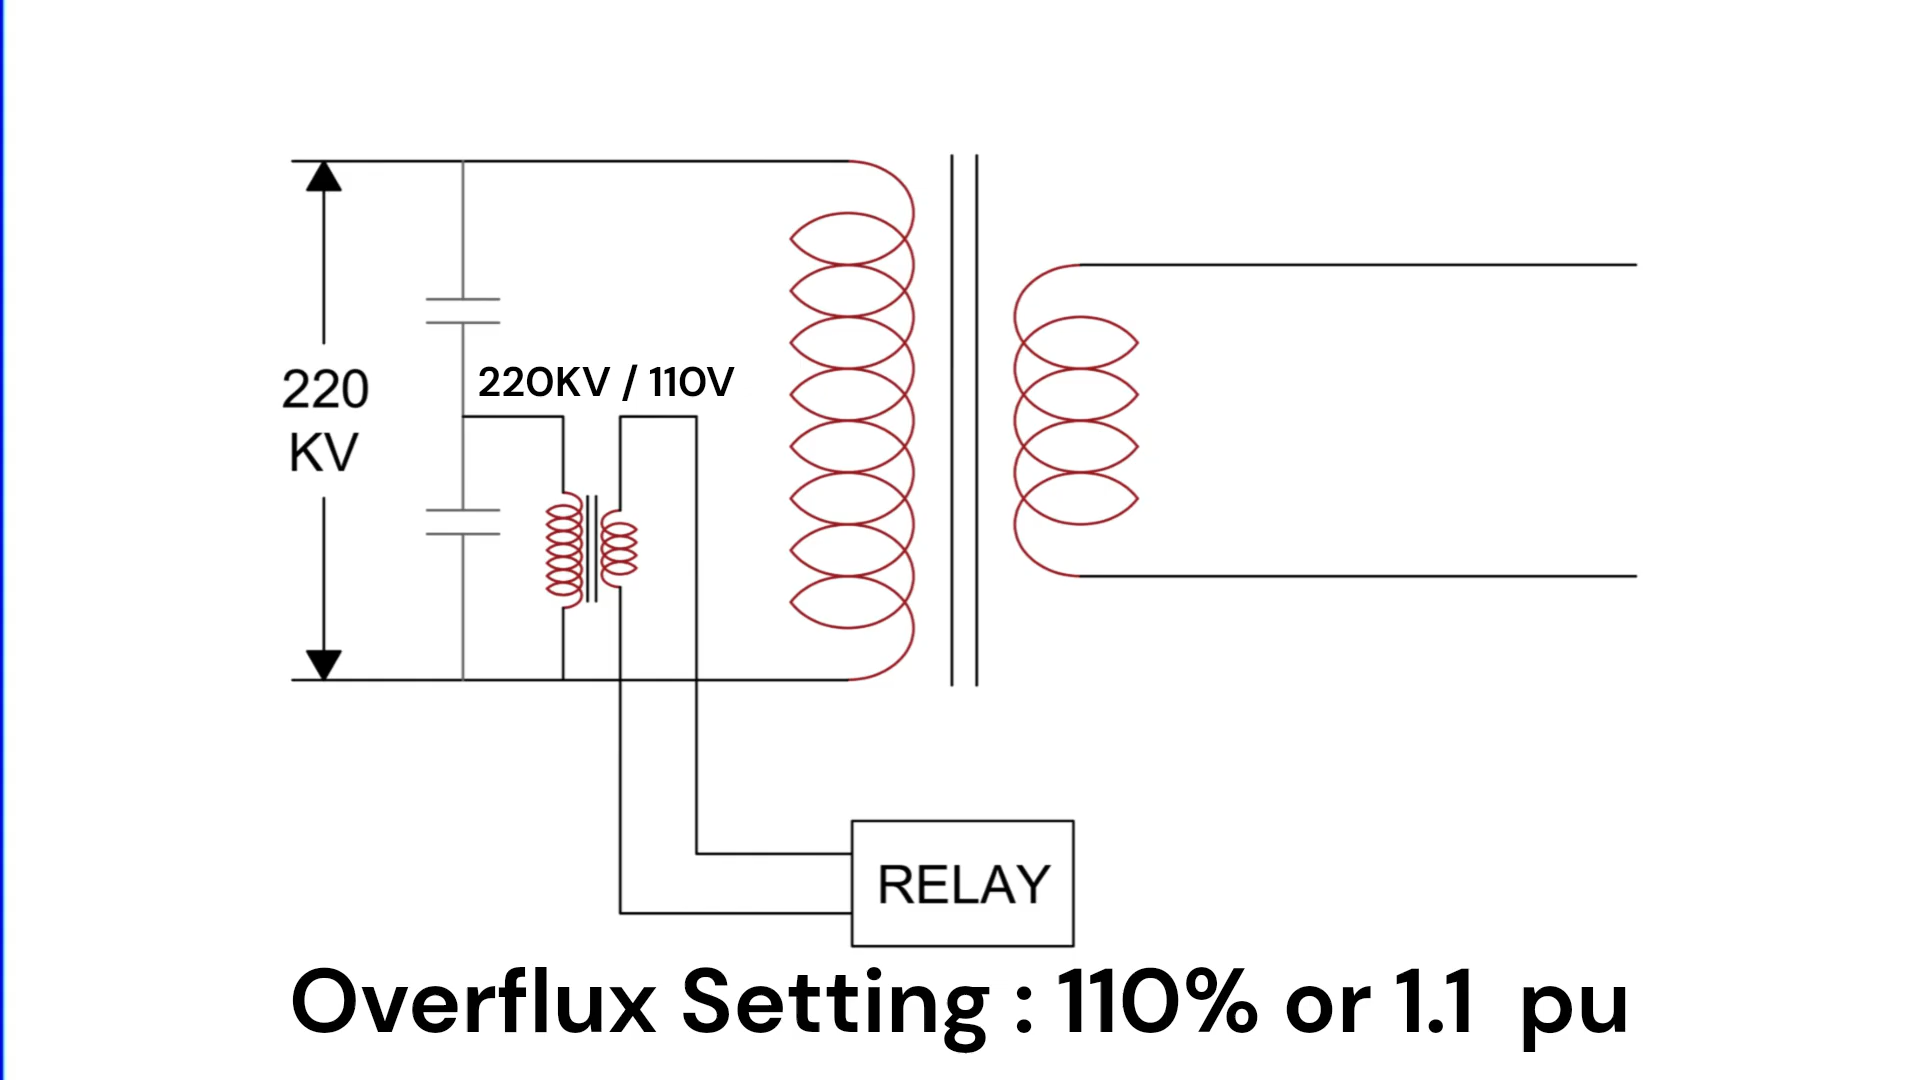 220
KV
220KV / 110V
RELAY
Overflux Setting : 110% or 1.1 pu